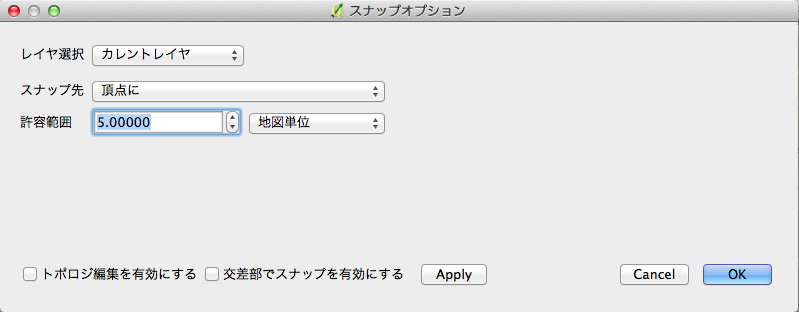 スナップオプション
レイヤ選択 カレントレイヤ
スナップ先 頂点に
許容範囲 5.00000 地図単位
トポロジ編集を有効にする 交差部でスナップを有効にする Apply Cancel OK